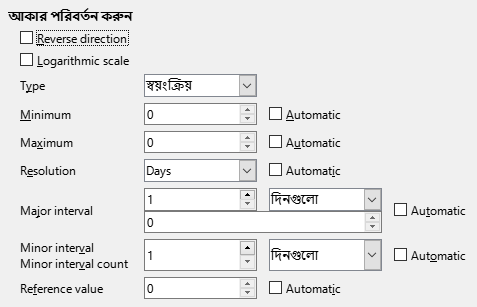 আকার পরিবর্তন করুন
Reverse direction
Logarithmic scale
Type স্বয়ংক্রিয়
Minimum 0 Automatic
Maximum 0 Automatic
Resolution Days Automatic
Major interval 1 দিনগুলো Automatic
0
Minor interval
Minor interval count 1 দিনগুলো Automatic
Reference value 0 Automatic